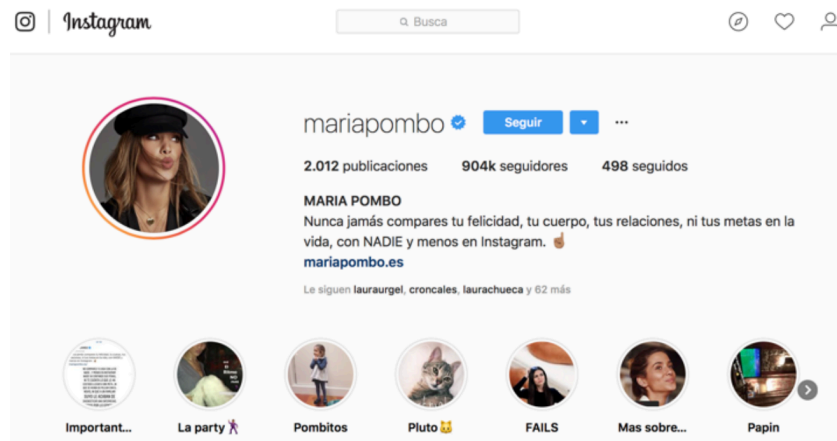 Instagram
Busca
mariapombo
Seguir
2.012 publicaciones 904k seguidores 498 seguidos
MARIA POMBO
Nunca jamás compares tu felicidad, tu cuerpo, tus relaciones, ni tus metas en la
vida, con NADIE y menos en Instagram. ☝🏽
mariapombo.es
Le siguen lauraurgel, croncales, laurachueca y 62 más
Important... La party 🕺 Pombitos Pluto 🐱 FAILS Mas sobre... Papin